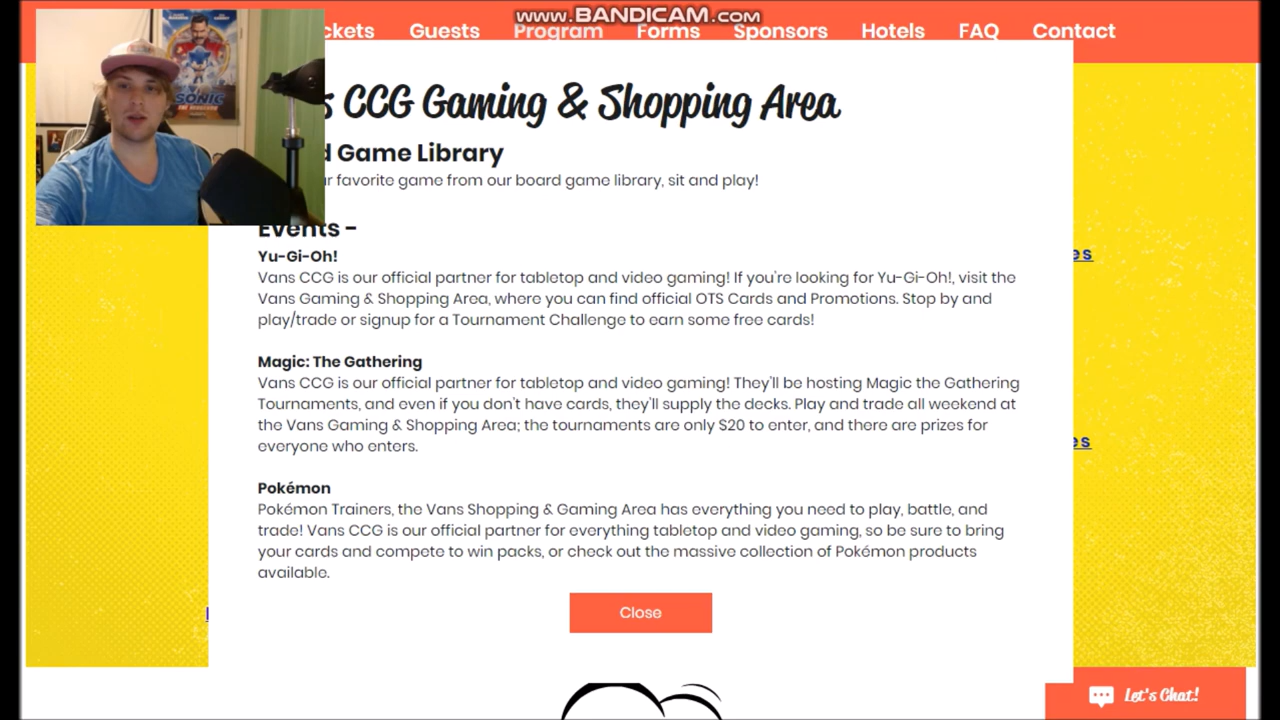 www.BANDICAM.com
ckets Guests Program Forms Sponsors Hotels FAQ Contact
SONIC
s CCG Gaming & Shopping Area
d Game Library
r favorite game from our board game library, sit and play!
Events -
Yu-Gi-Oh!
Vans CCG is our official partner for tabletop and video gaming! If you're looking for Yu-Gi-Oh!, visit the
Vans Gaming & Shopping Area, where you can find official OTS Cards and Promotions. Stop by and
play/trade or signup for a Tournament Challenge to earn some free cards!
Magic: The Gathering
Vans CCG is our official partner for tabletop and video gaming! They'll be hosting Magic the Gathering
Tournaments, and even if you don't have cards, they'll supply the decks. Play and trade all weekend at
the Vans Gaming & Shopping Area; the tournaments are only $20 to enter, and there are prizes for
everyone who enters.
Pokémon
Pokémon Trainers, the Vans Shopping & Gaming Area has everything you need to play, battle, and
trade! Vans CCG is our official partner for everything tabletop and video gaming, so be sure to bring
your cards and compete to win packs, or check out the massive collection of Pokémon products
available.
Close
es
es
Let's Chat!